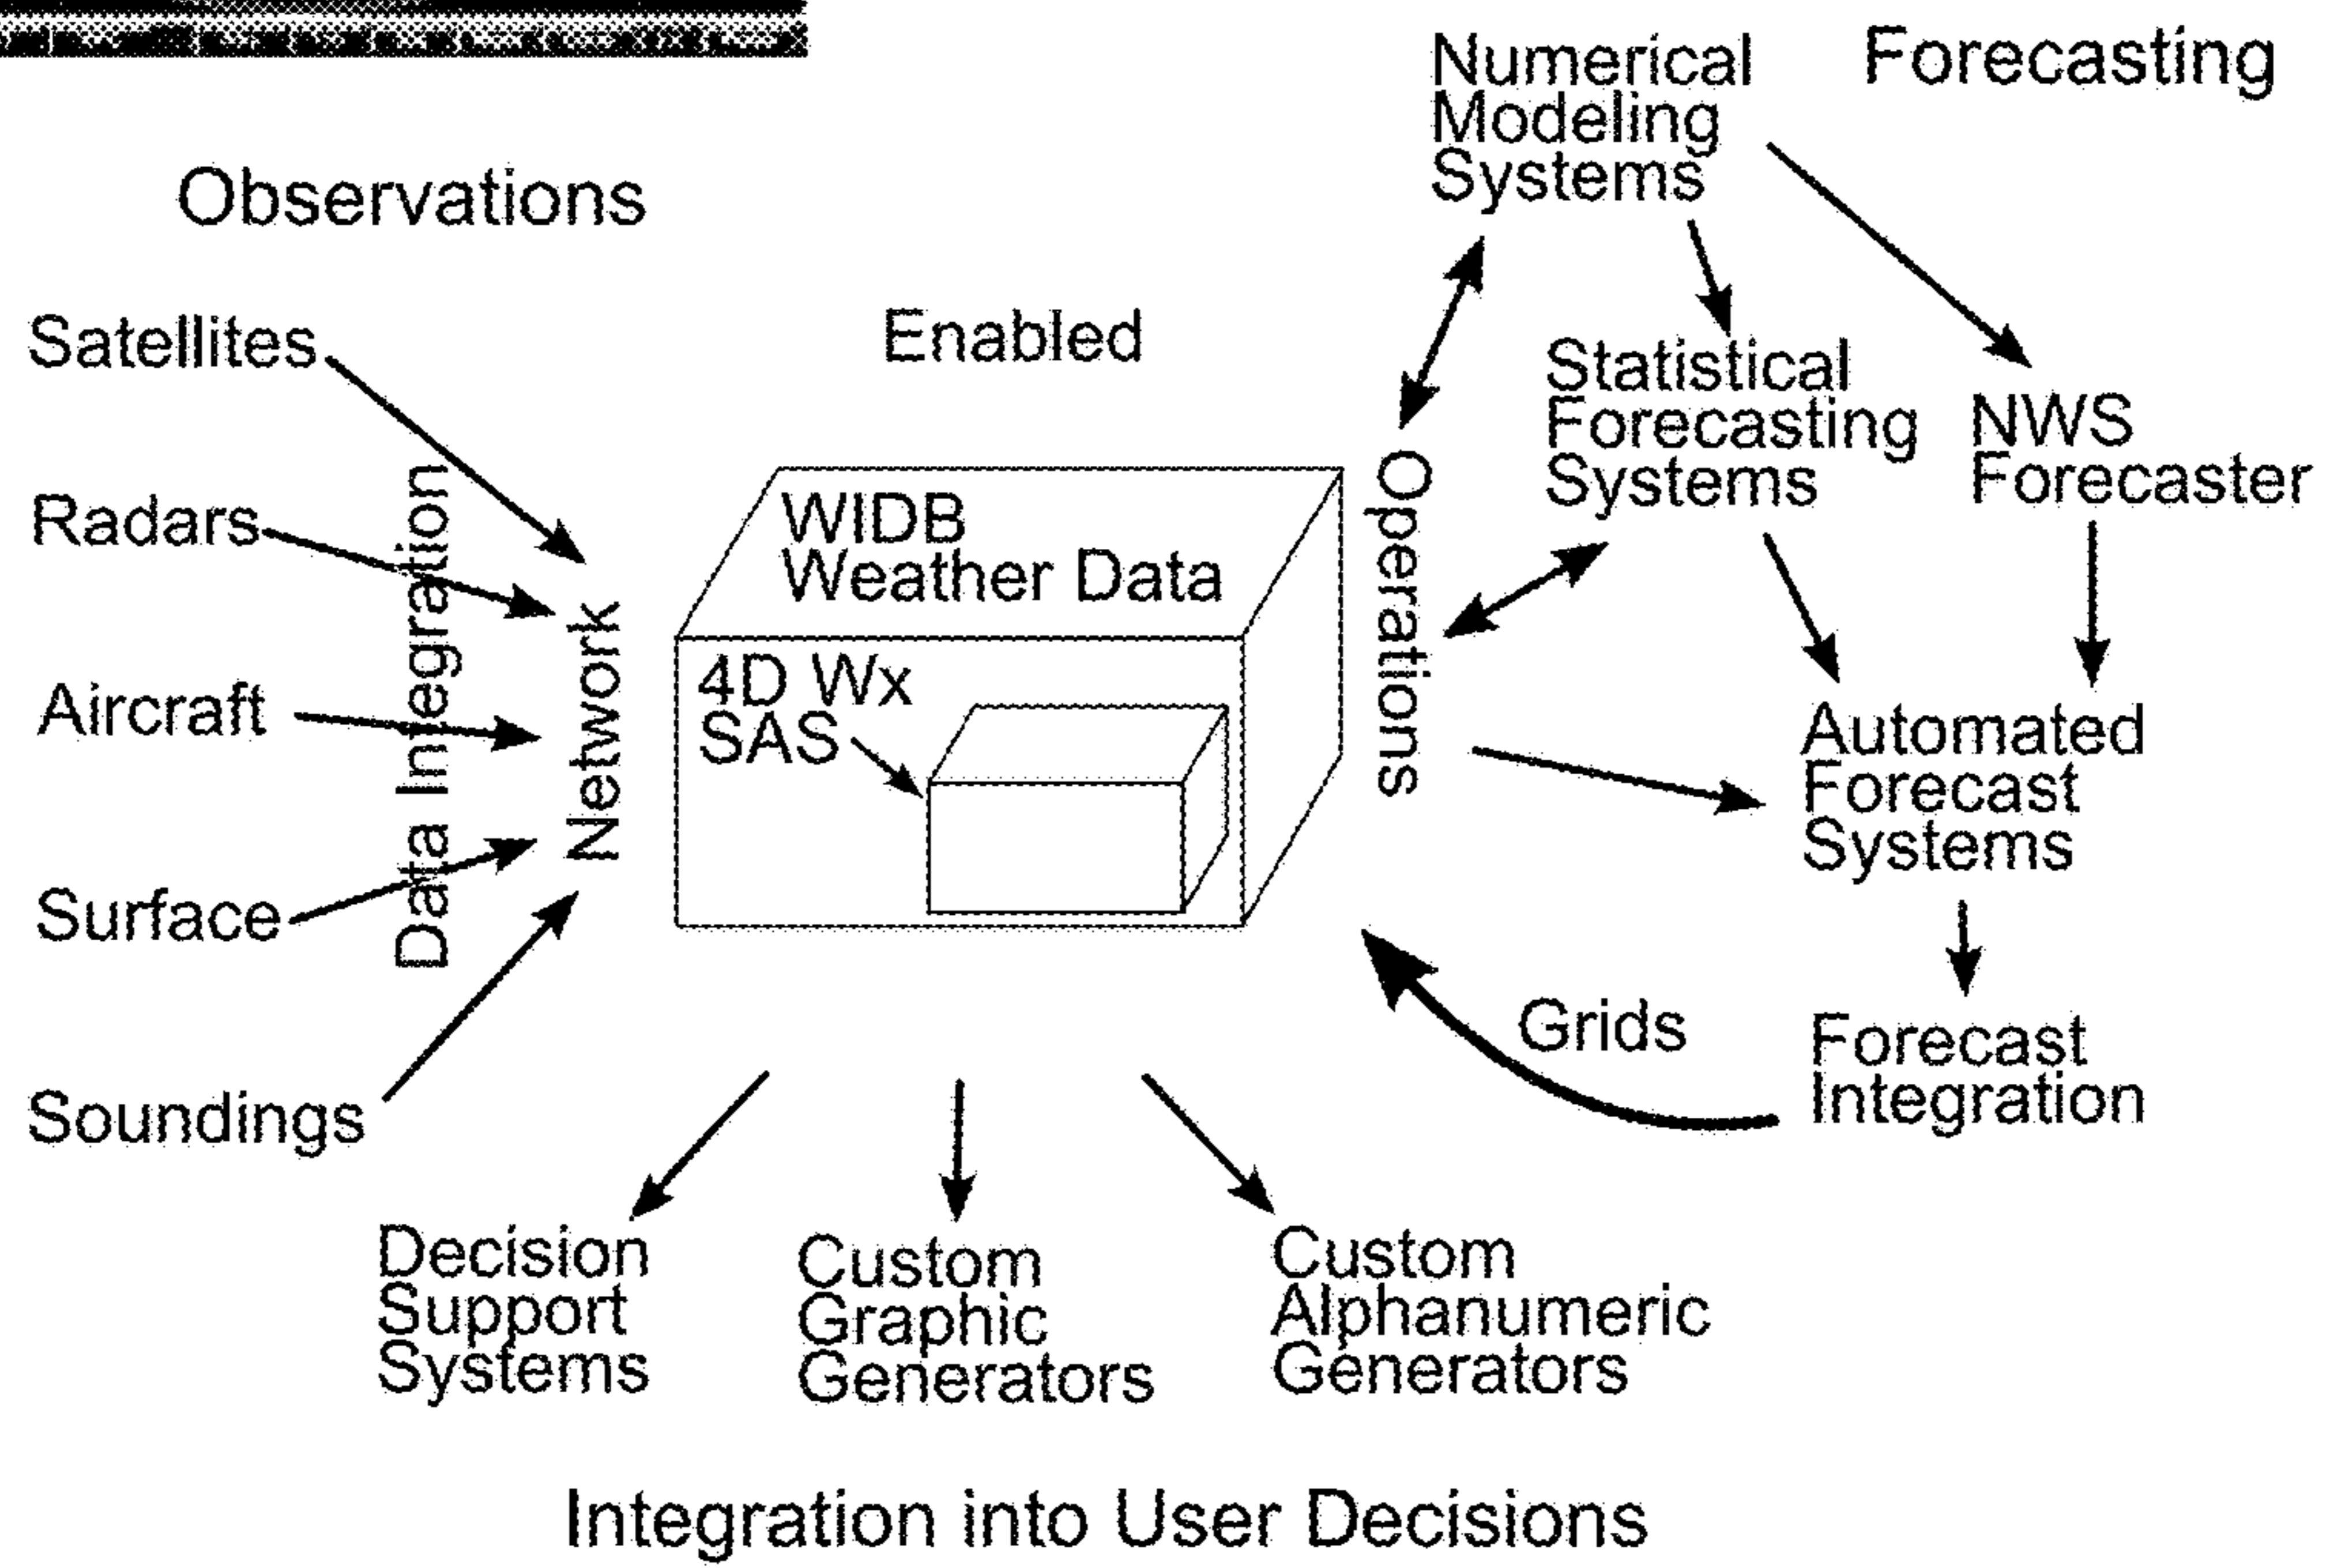 Numerical
Modeling
Systems
Forecasting
Observations
Satellites
Radars
Aircraft
Surface
Soundings
Data Integration
Network
Enabled
Operations
WIDB
Weather Data
4D Wx
SAS
Statistical
Forecasting
Systems
NWS
Forecaster
Automated
Forecast
Systems
Forecast
Integration
Grids
Decision
Support
Systems
Custom
Graphic
Generators
Custom
Alphanumeric
Generators
Integration into User Decisions